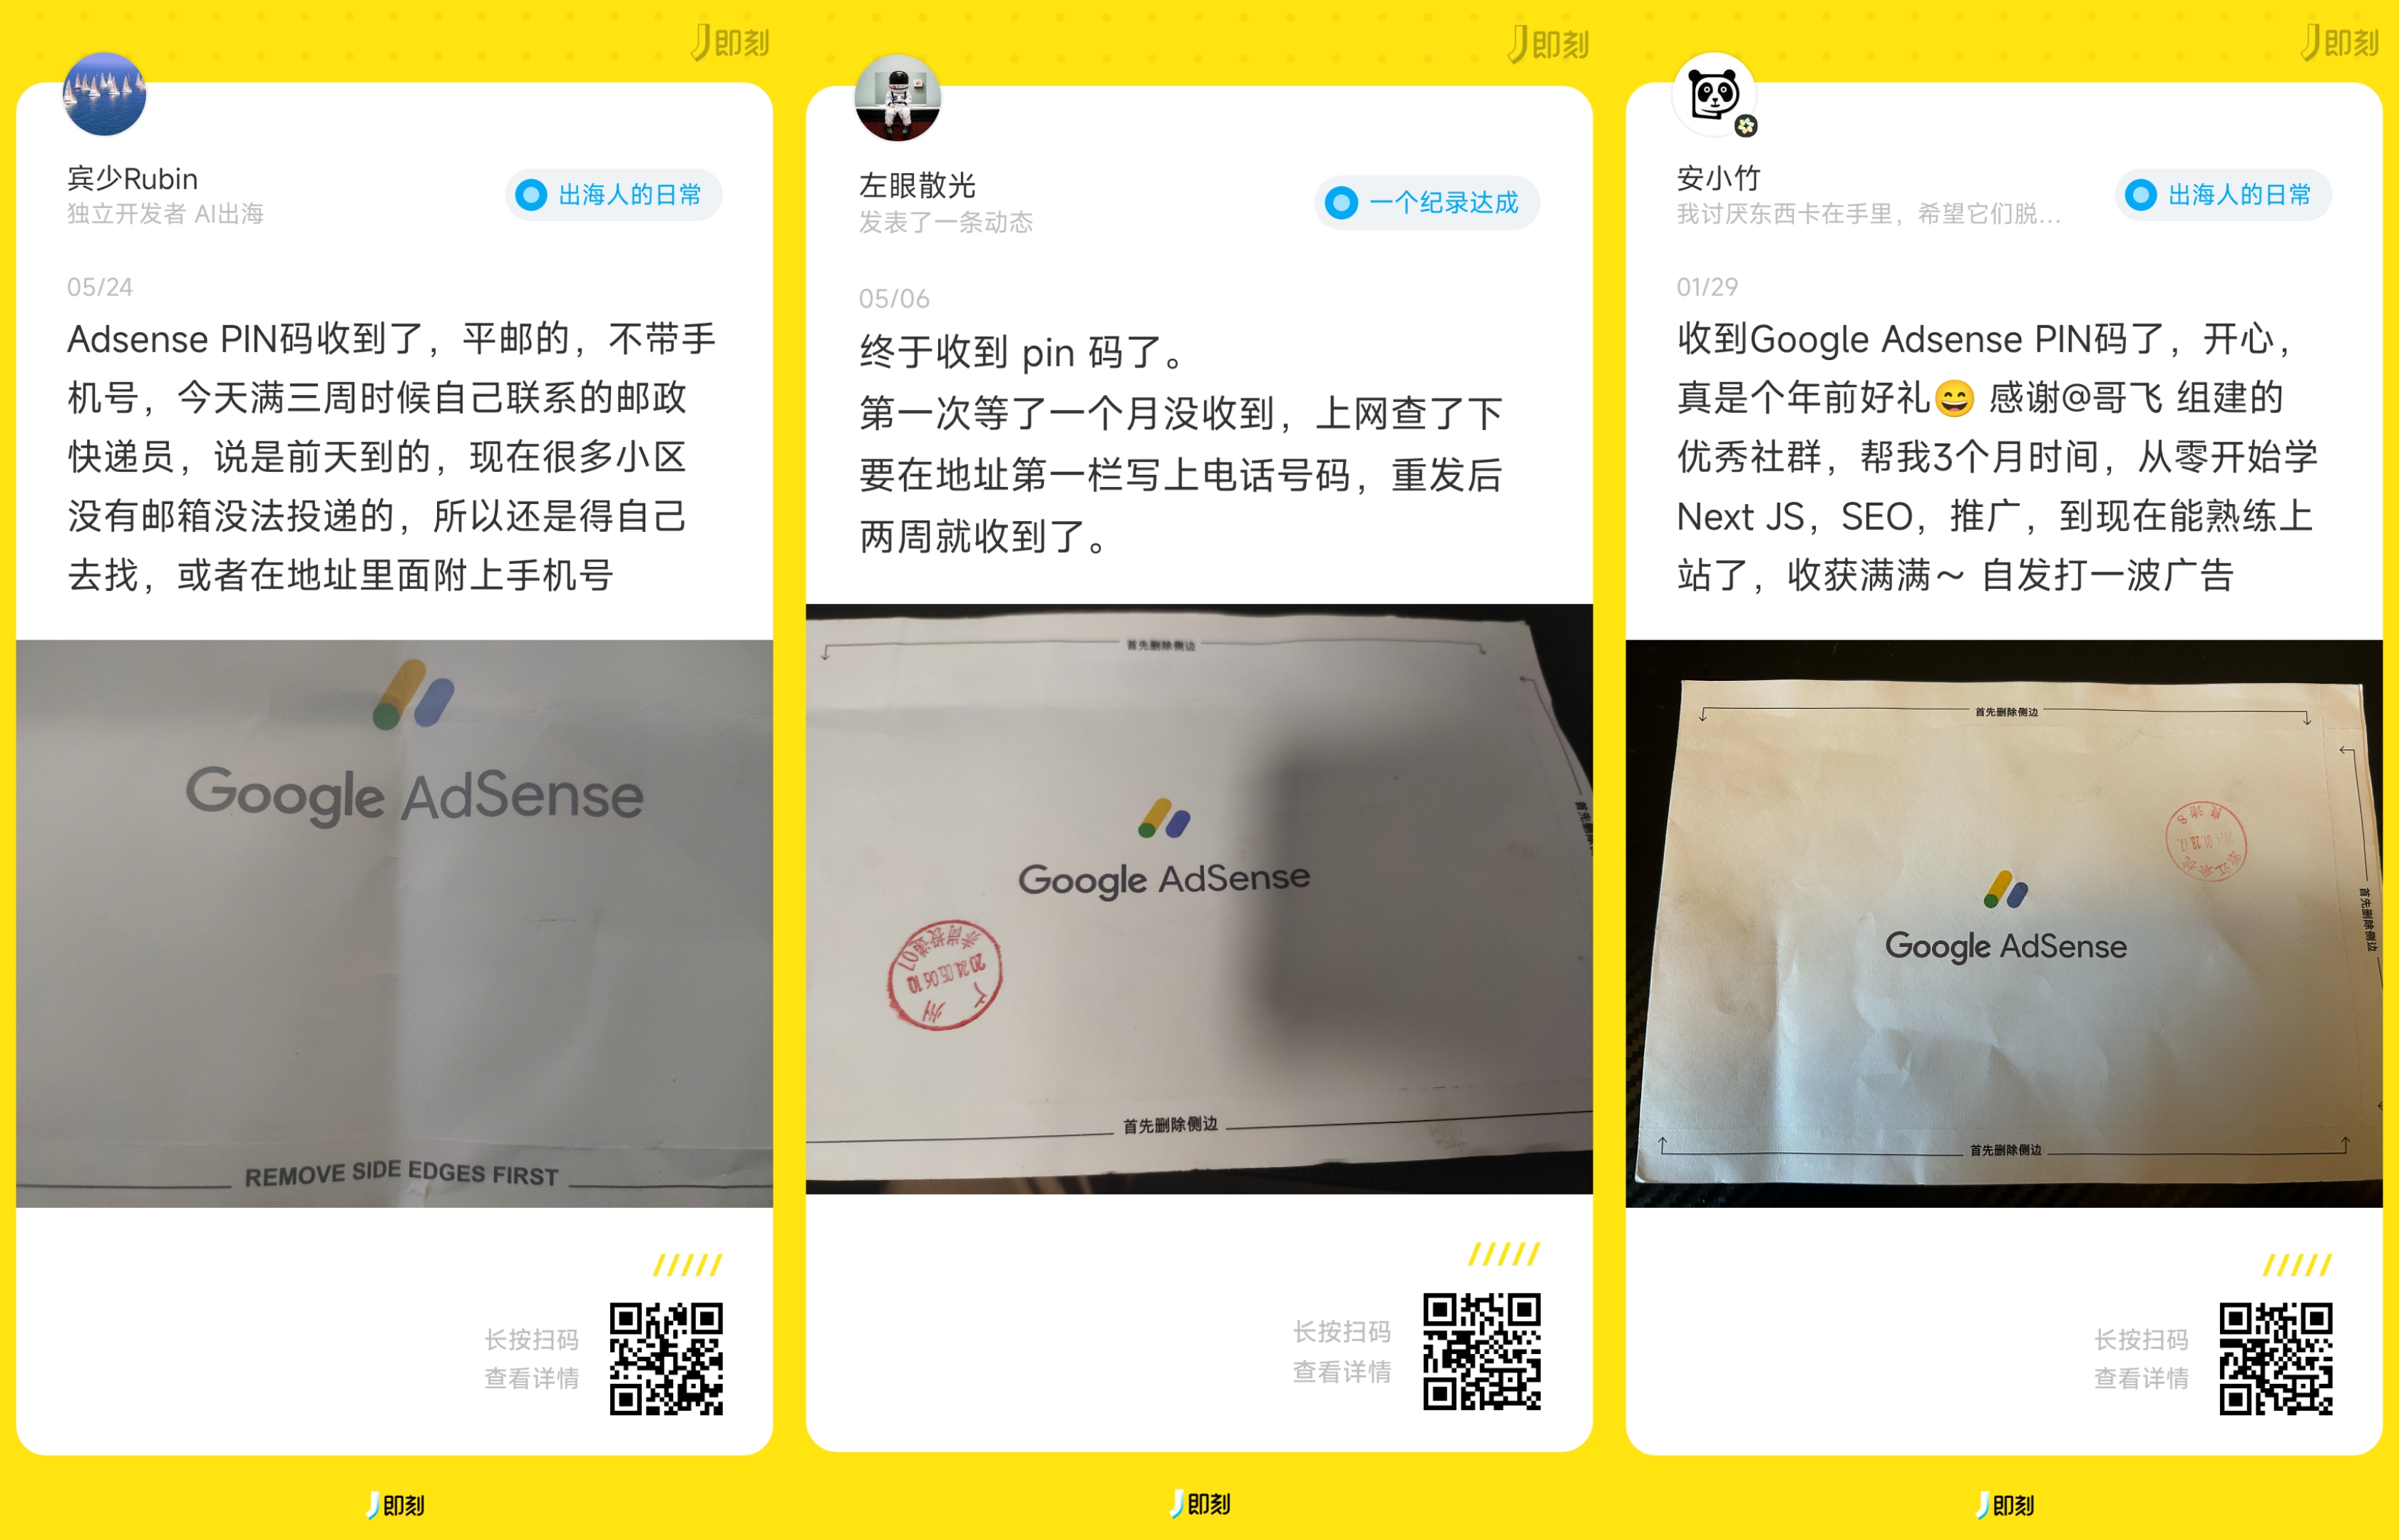 即刻
宾少Rubin
独立开发者 AI出海
出海人的日常
05/24
Adsense PIN码收到了，平邮的，不带手
机号，今天满三周时候自己联系的邮政
快递员，说是前天到的，现在很多小区
没有邮箱没法投递的，所以还是得自己
去找，或者在地址里面附上手机号
Google AdSense
REMOVE SIDE EDGES FIRST
长按扫码
查看详情
即刻
即刻
左眼散光
发表了一条动态
一个纪录达成
05/06
终于收到 pin 码了。
第一次等了一个月没收到，上网查了下
要在地址第一栏写上电话号码，重发后
两周就收到了。
首先删除侧边
Google AdSense
2024.05.06.10
首先删除侧边
长按扫码
查看详情
即刻
即刻
安小竹
我讨厌东西卡在手里，希望它们脱...
出海人的日常
01/29
收到Google Adsense PIN码了，开心，
真是个年前好礼😄 感谢@哥飞 组建的
优秀社群，帮我3个月时间，从零开始学
Next JS，SEO，推广，到现在能熟练上
站了，收获满满～ 自发打一波广告
首先删除侧边
Google AdSense
首先删除侧边
首先删除侧边
长按扫码
查看详情
即刻